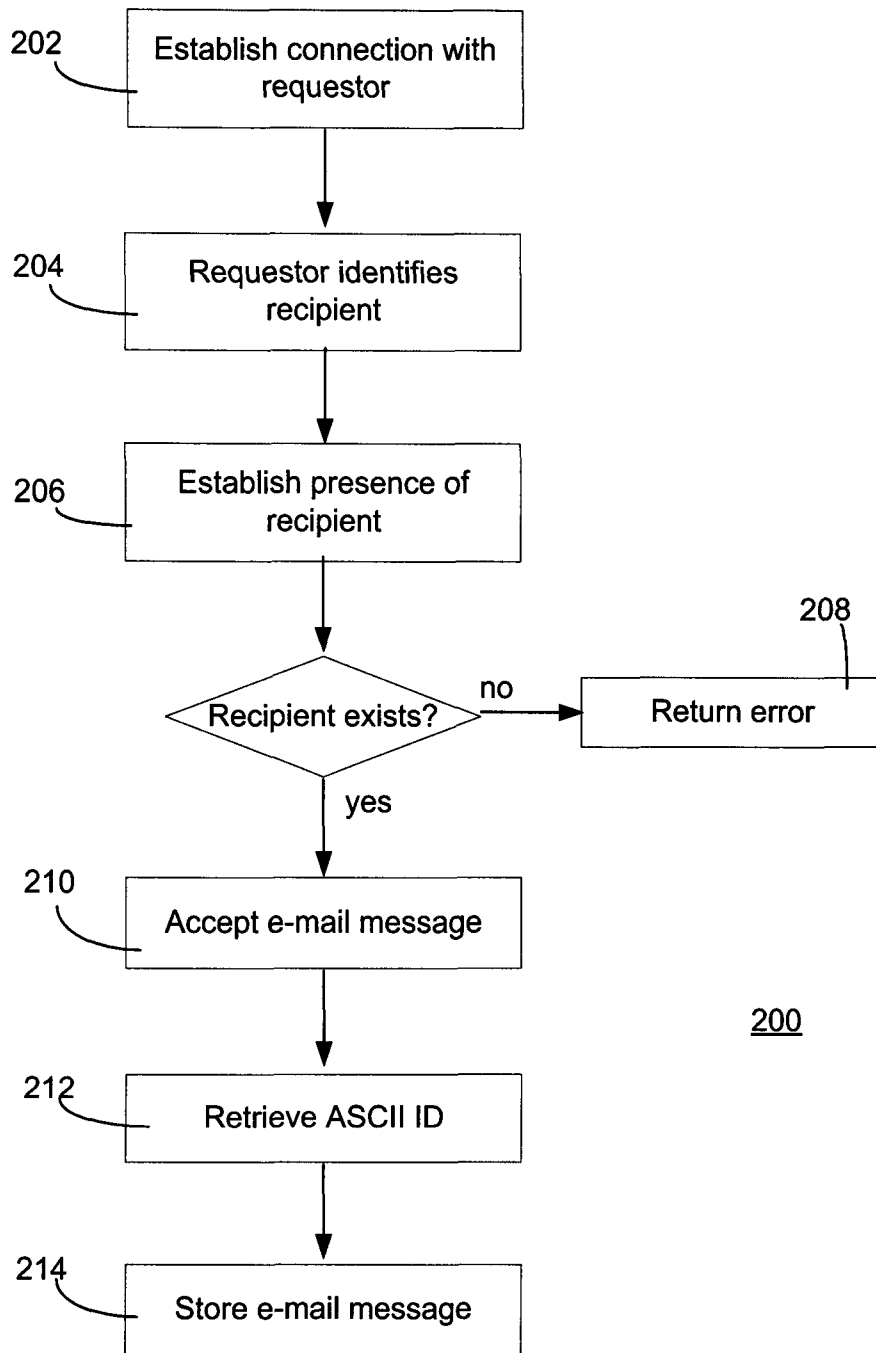 202
Establish connection with
requestor
204
Requestor identifies
recipient
206
Establish presence of
recipient
208
Recipient exists?
no
Return error
yes
210
Accept e-mail message
200
212
Retrieve ASCII ID
214
Store e-mail message